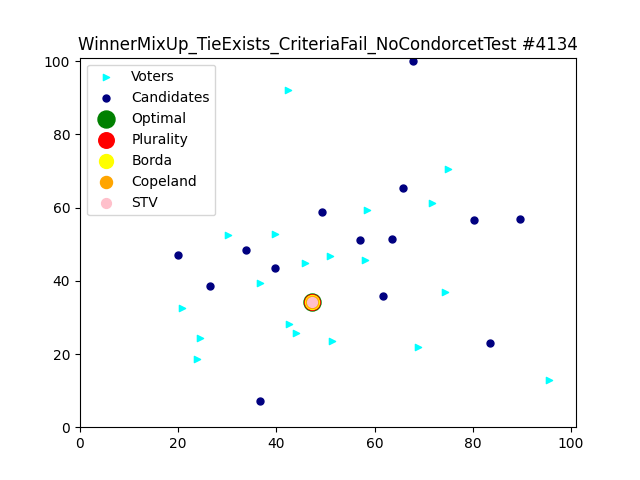 WinnerMixUp_TieExists_CriteriaFail_NoCondorcetTest #4134
100
80
60
40
20
0
Voters
Candidates
Optimal
Plurality
Borda
Copeland
STV
0 20 40 60 80 100